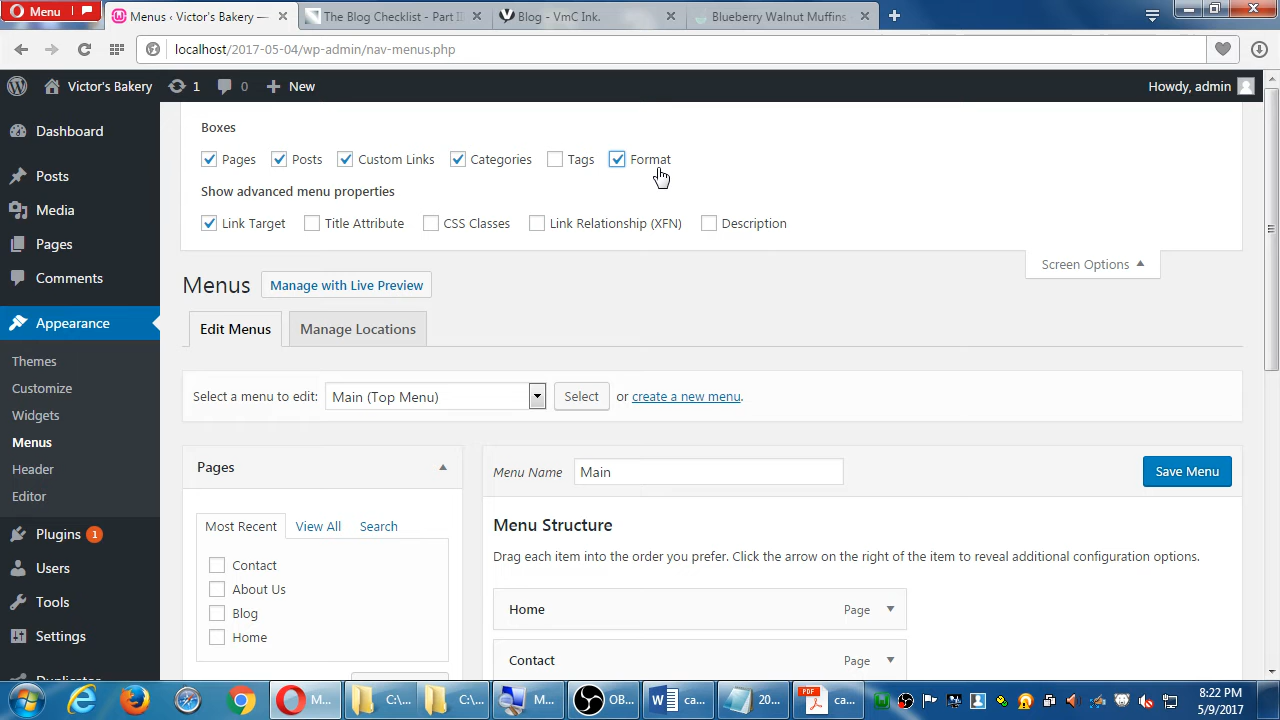 Menu
Menus ‹ Victor's Bakery —
The Blog Checklist - Part II
Blog - VmC Ink.
Blueberry Walnut Muffins
localhost/2017-05-04/wp-admin/nav-menus.php
Victor's Bakery
1
0
New
Howdy, admin
Dashboard
Posts
Media
Pages
Comments
Appearance
Themes
Customize
Widgets
Menus
Header
Editor
Plugins 1
Users
Tools
Settings
Boxes
Pages Posts Custom Links Categories Tags Format
Show advanced menu properties
Link Target Title Attribute CSS Classes Link Relationship (XFN) Description
Screen Options
Menus Manage with Live Preview
Edit Menus Manage Locations
Select a menu to edit: Main (Top Menu) Select or create a new menu.
Pages
Most Recent View All Search
Contact
About Us
Blog
Home
Menu Name Main Save Menu
Menu Structure
Drag each item into the order you prefer. Click the arrow on the right of the item to reveal additional configuration options.
Home Page
Contact Page
M... C:\... C:\... M... OB... ca... 20... ca...
8:22 PM
5/9/2017